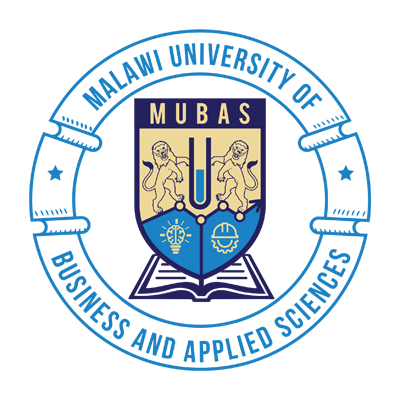 MALAWI UNIVERSITY OF
MUBAS
BUSINESS AND APPLIED SCIENCES